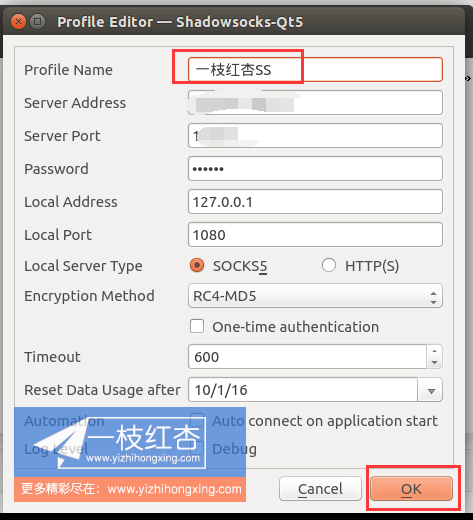 Profile Editor — Shadowsocks-Qt5
Profile Name 一枝红杏SS
Server Address
Server Port 1
Password ••••••
Local Address 127.0.0.1
Local Port 1080
Local Server Type SOCKS5 HTTP(S)
Encryption Method RC4-MD5
One-time authentication
Timeout 600
Reset Data Usage after 10/1/16
Automation Auto connect on application start
Log Level Debug
一枝红杏
www.yizhihongxing.com
更多精彩尽在：www.yizhihongxing.com
Cancel OK